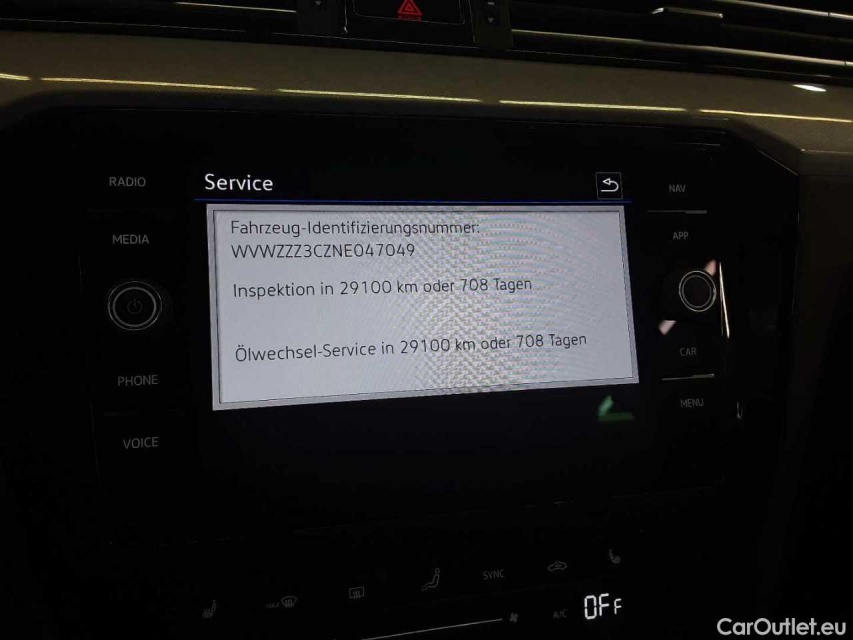 RADIO
Service
NAV
MEDIA
Fahrzeug-Identifizierungsnummer:
WVWZZZ3CZNE047049
APP
Inspektion in 29100 km oder 708 Tagen
Ölwechsel-Service in 29100 km oder 708 Tagen
CAR
PHONE
MENU
VOICE
SYNC
MAX
A/C
OFF
CarOutlet.eu